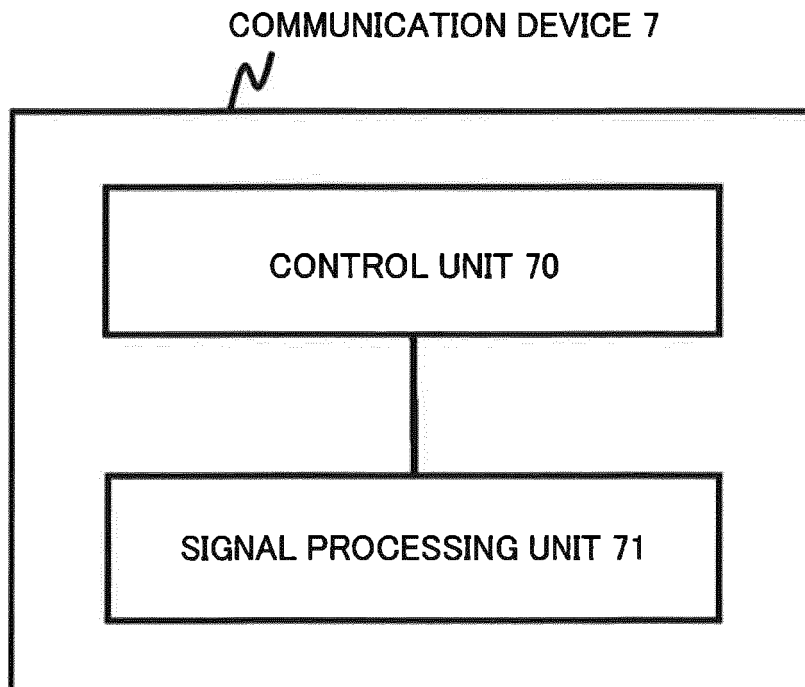 COMMUNICATION DEVICE 7
CONTROL UNIT 70
SIGNAL PROCESSING UNIT 71